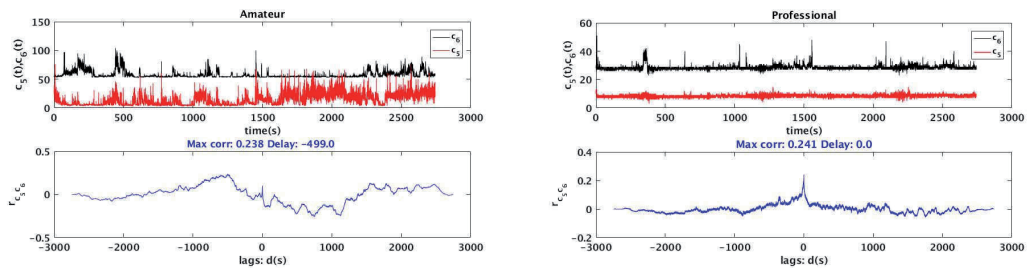 Amateur
150
100
50
0
c5(t),c6(t)
c6
c5
0 500 1000 1500 2000 2500 3000
time(s)
Max corr: 0.238 Delay: -499.0
0.5
0
-0.5
r c5 c6
-3000 -2000 -1000 0 1000 2000 3000
lags: d(s)
Professional
60
40
20
0
c5(t),c6(t)
c6
c5
0 500 1000 1500 2000 2500 3000
time(s)
Max corr: 0.241 Delay: 0.0
0.4
0.2
0
0.2
r c5 c6
-3000 -2000 -1000 0 1000 2000 3000
lags: d(s)